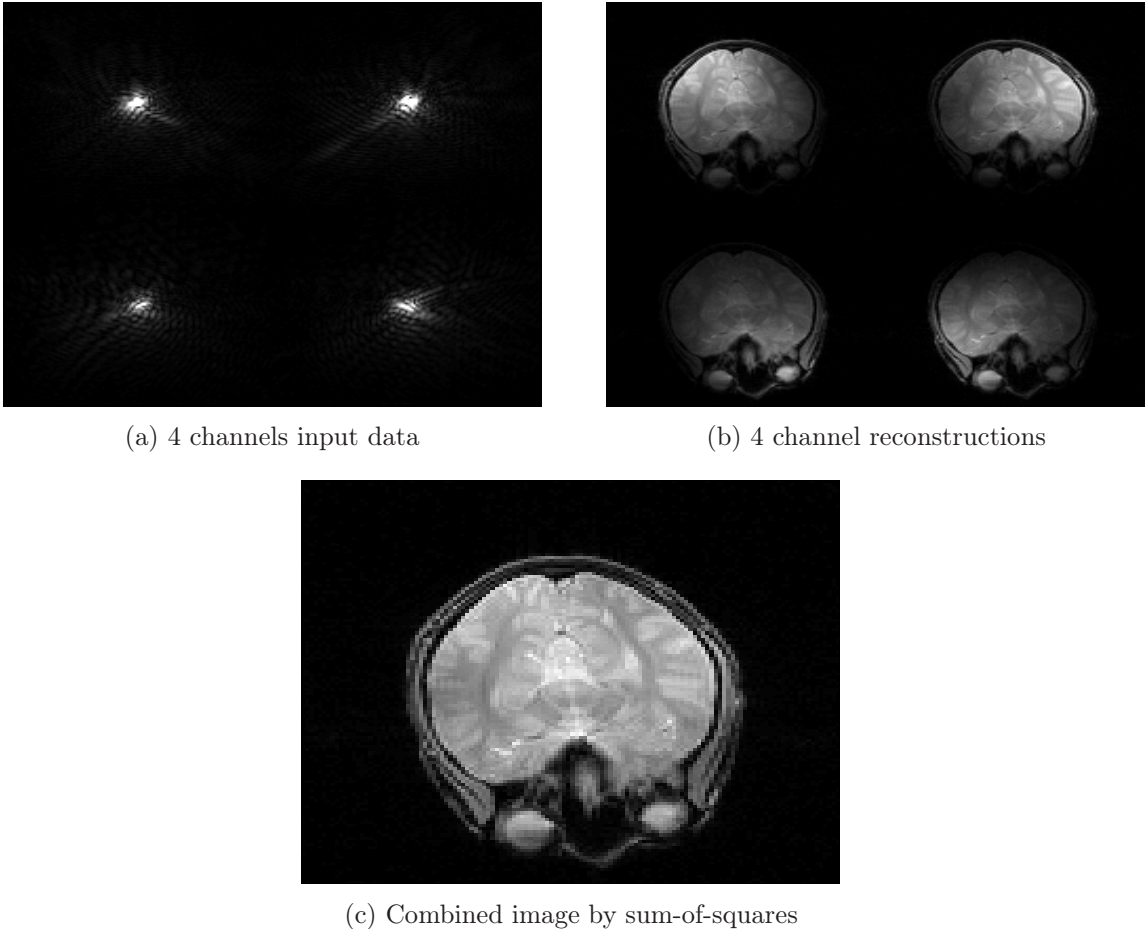 (a) 4 channels input data
(b) 4 channel reconstructions
(c) Combined image by sum-of-squares